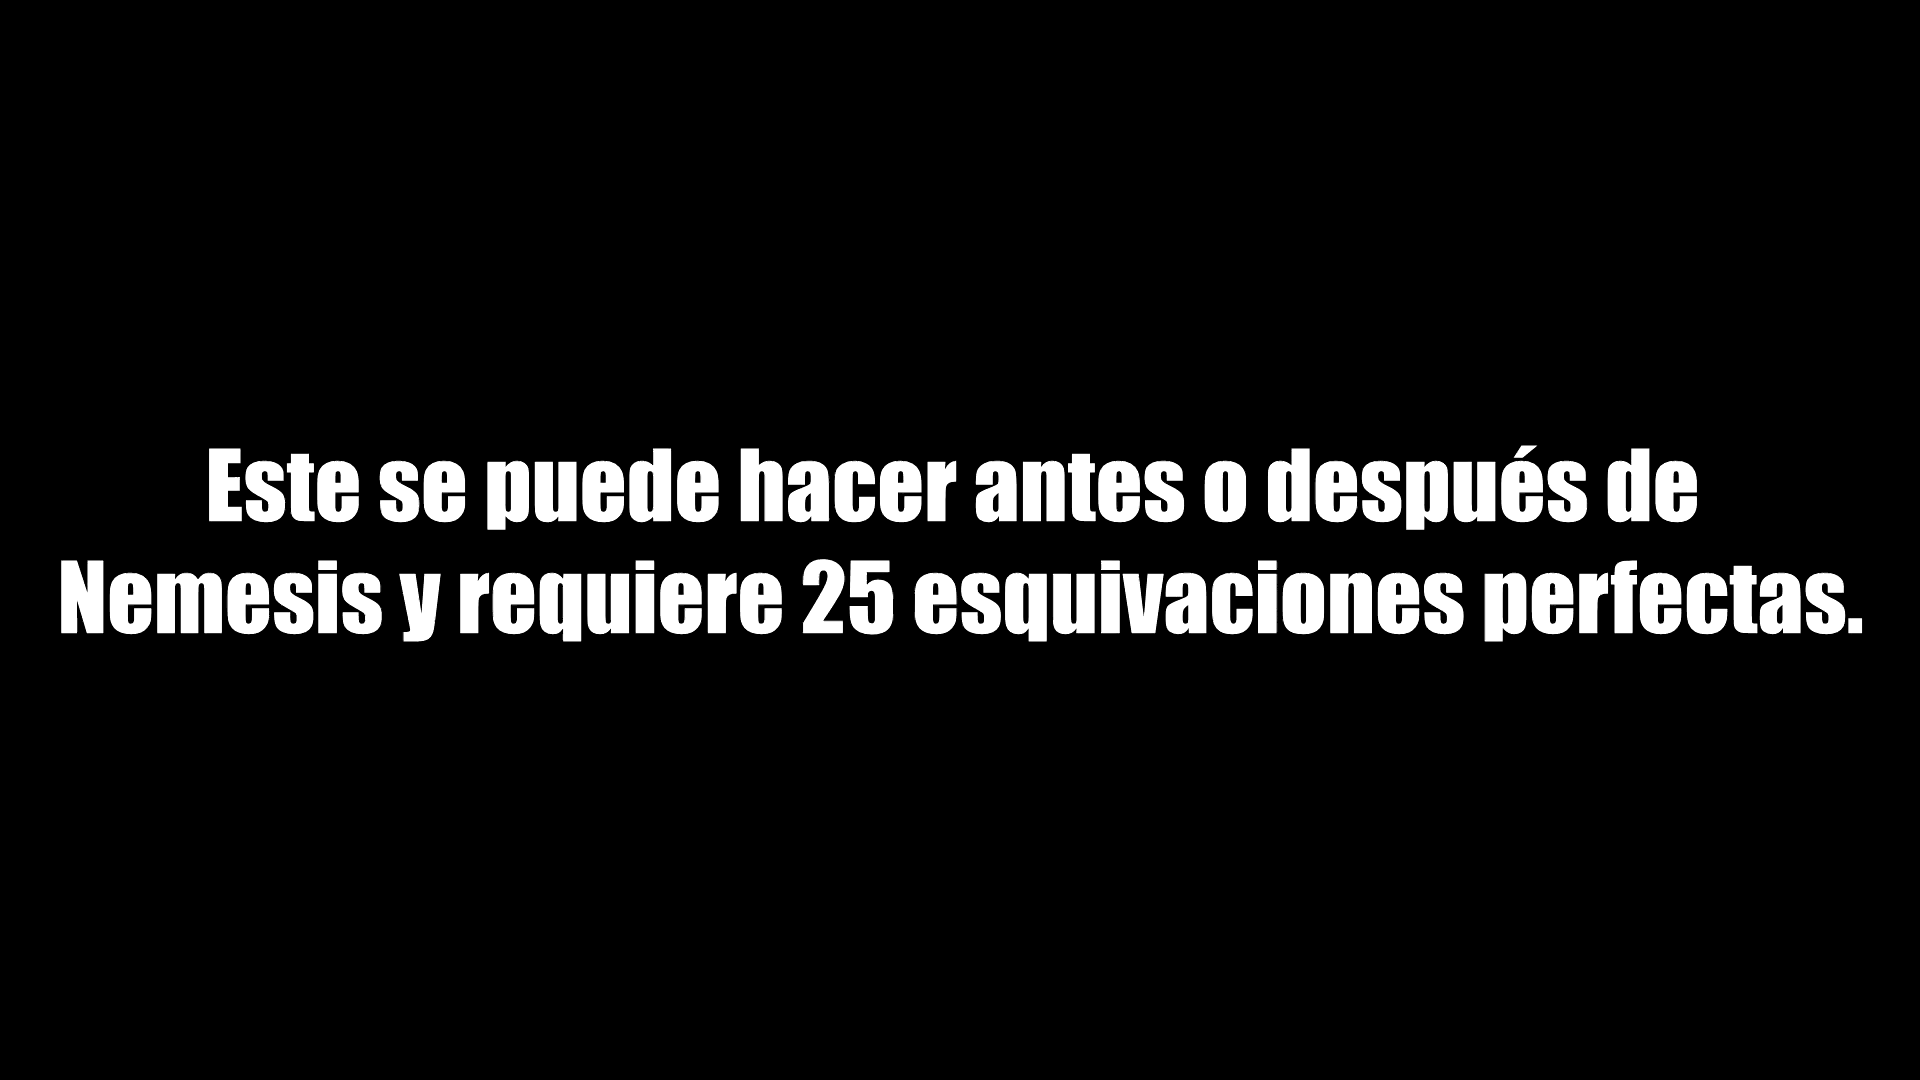 Este se puede hacer antes o después de
Nemesis y requiere 25 esquivaciones perfectas.